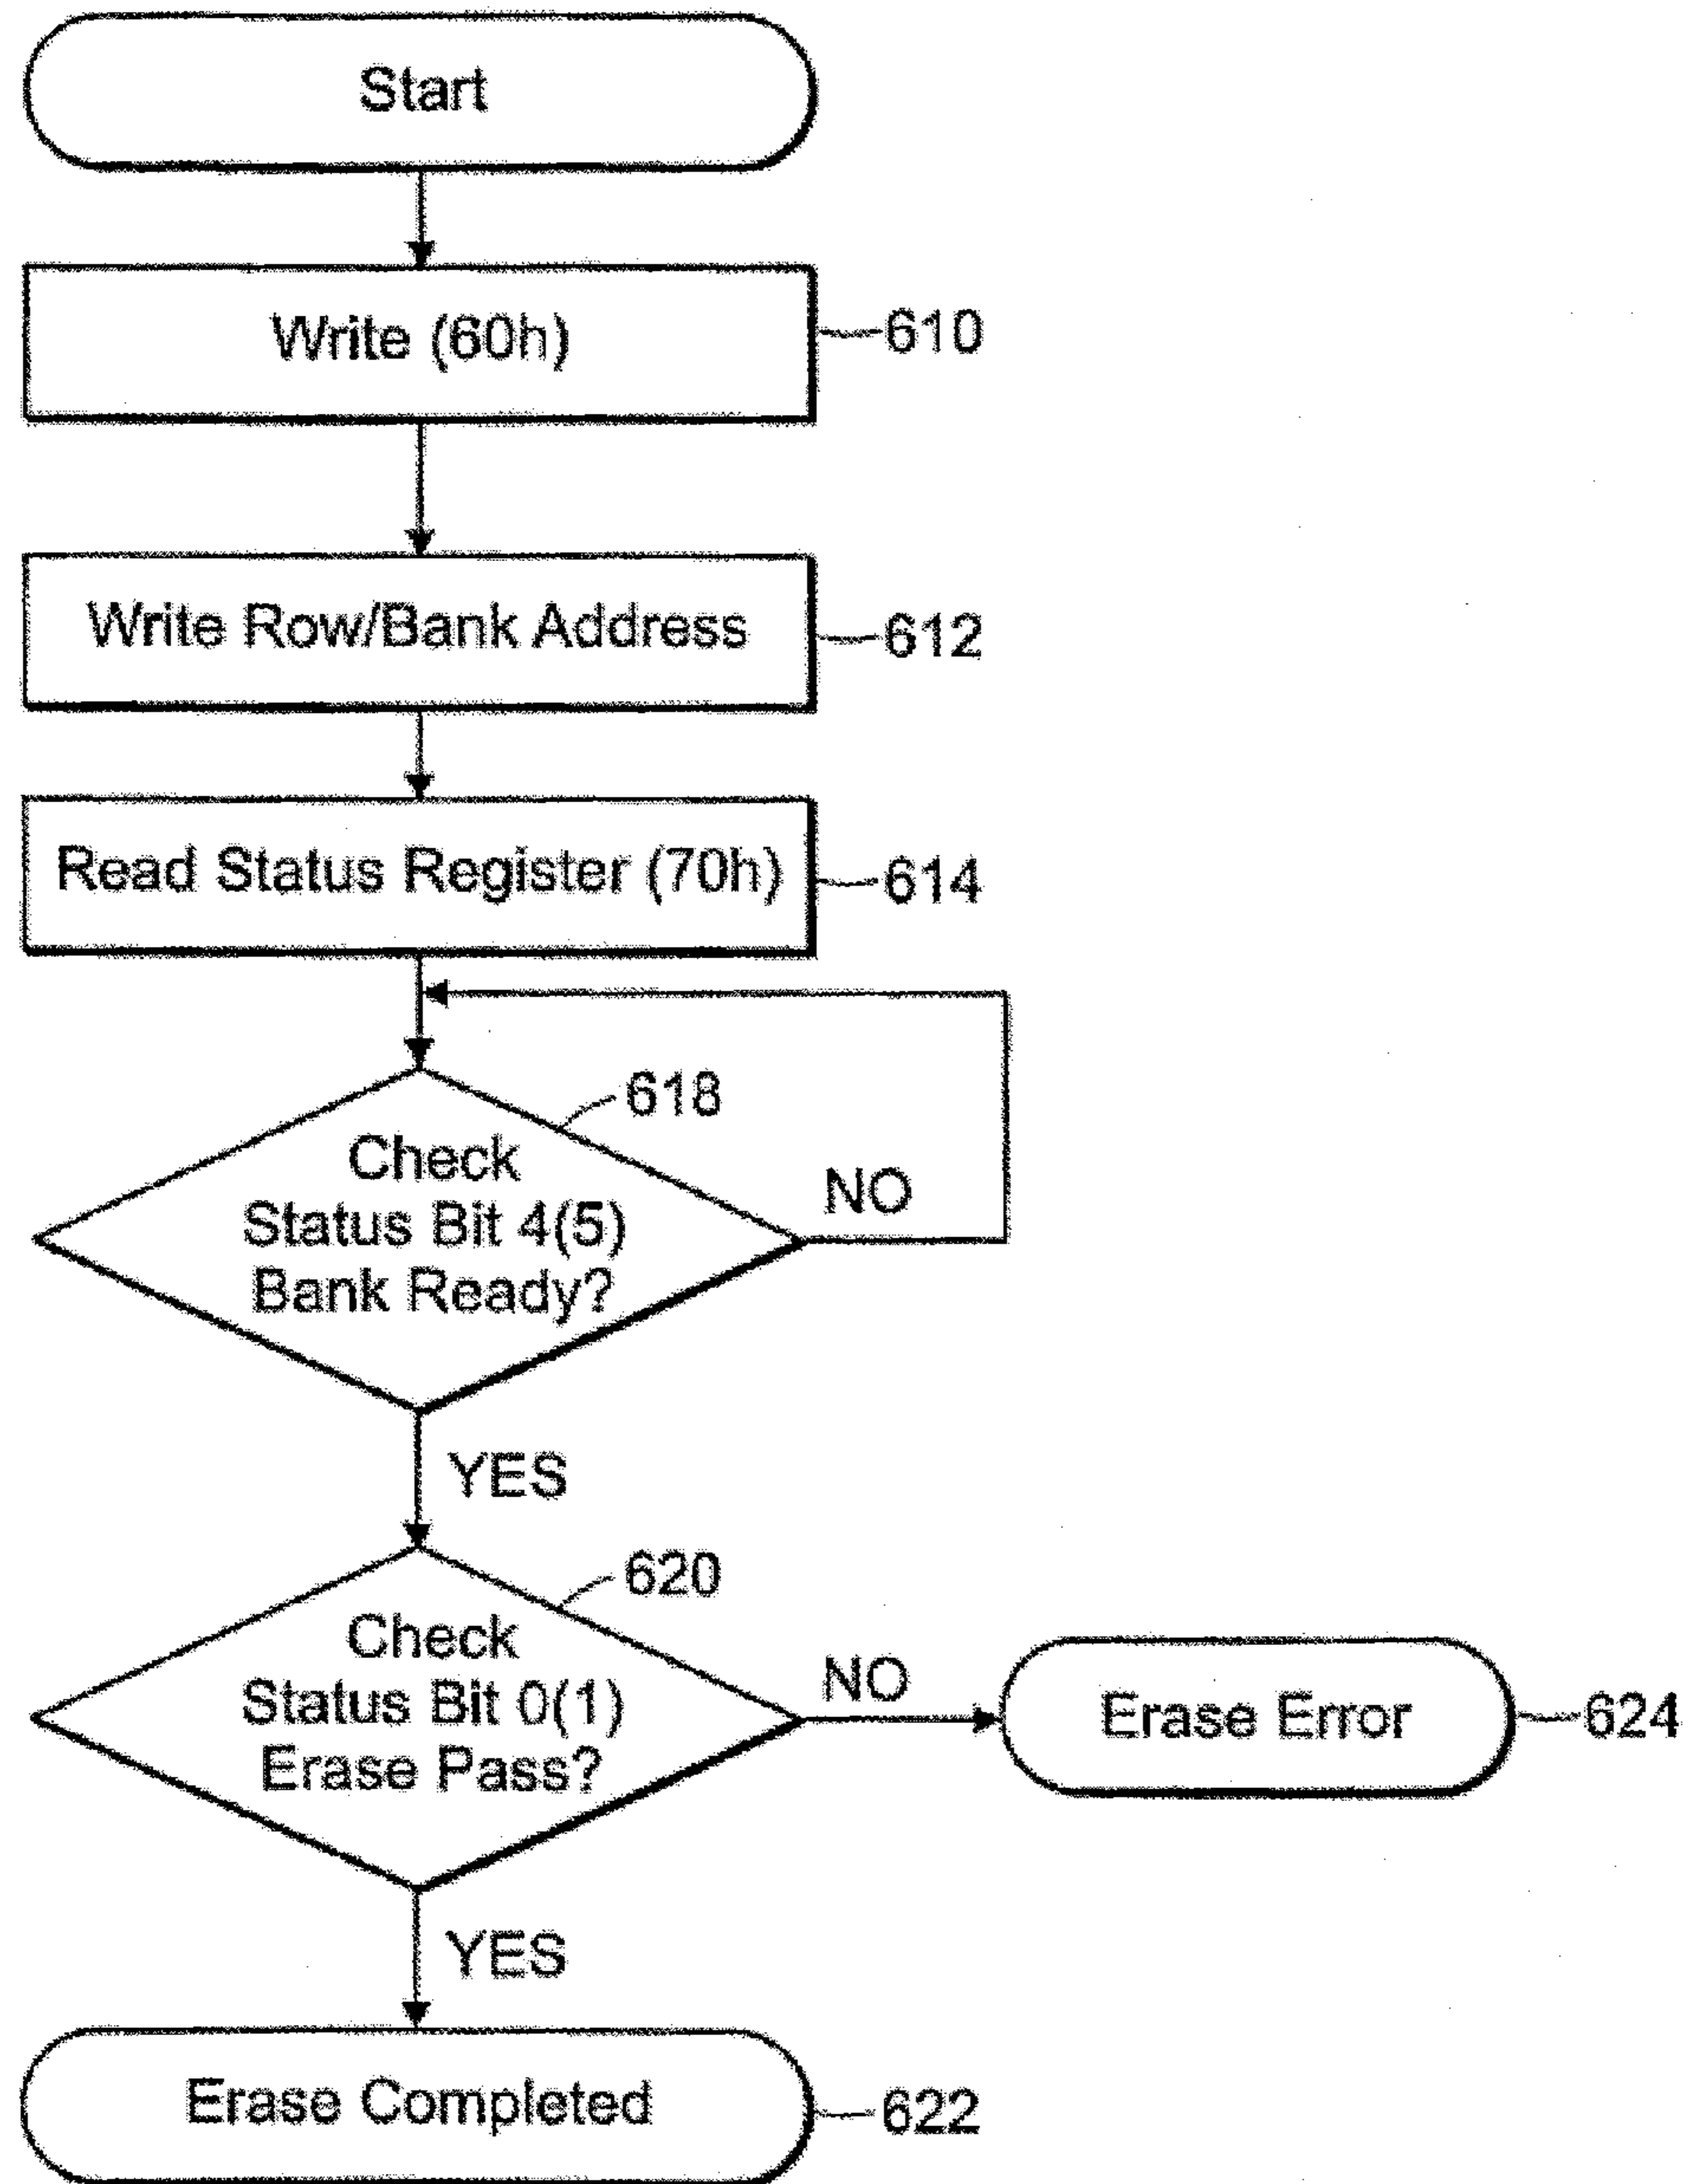 Start
Write (60h)
610
Write Row/Bank Address
612
Read Status Register (70h)
614
618
Check
Status Bit 4(5)
Bank Ready?
NO
YES
620
Check
Status Bit 0(1)
Erase Pass?
NO
Erase Error
624
YES
Erase Completed
622